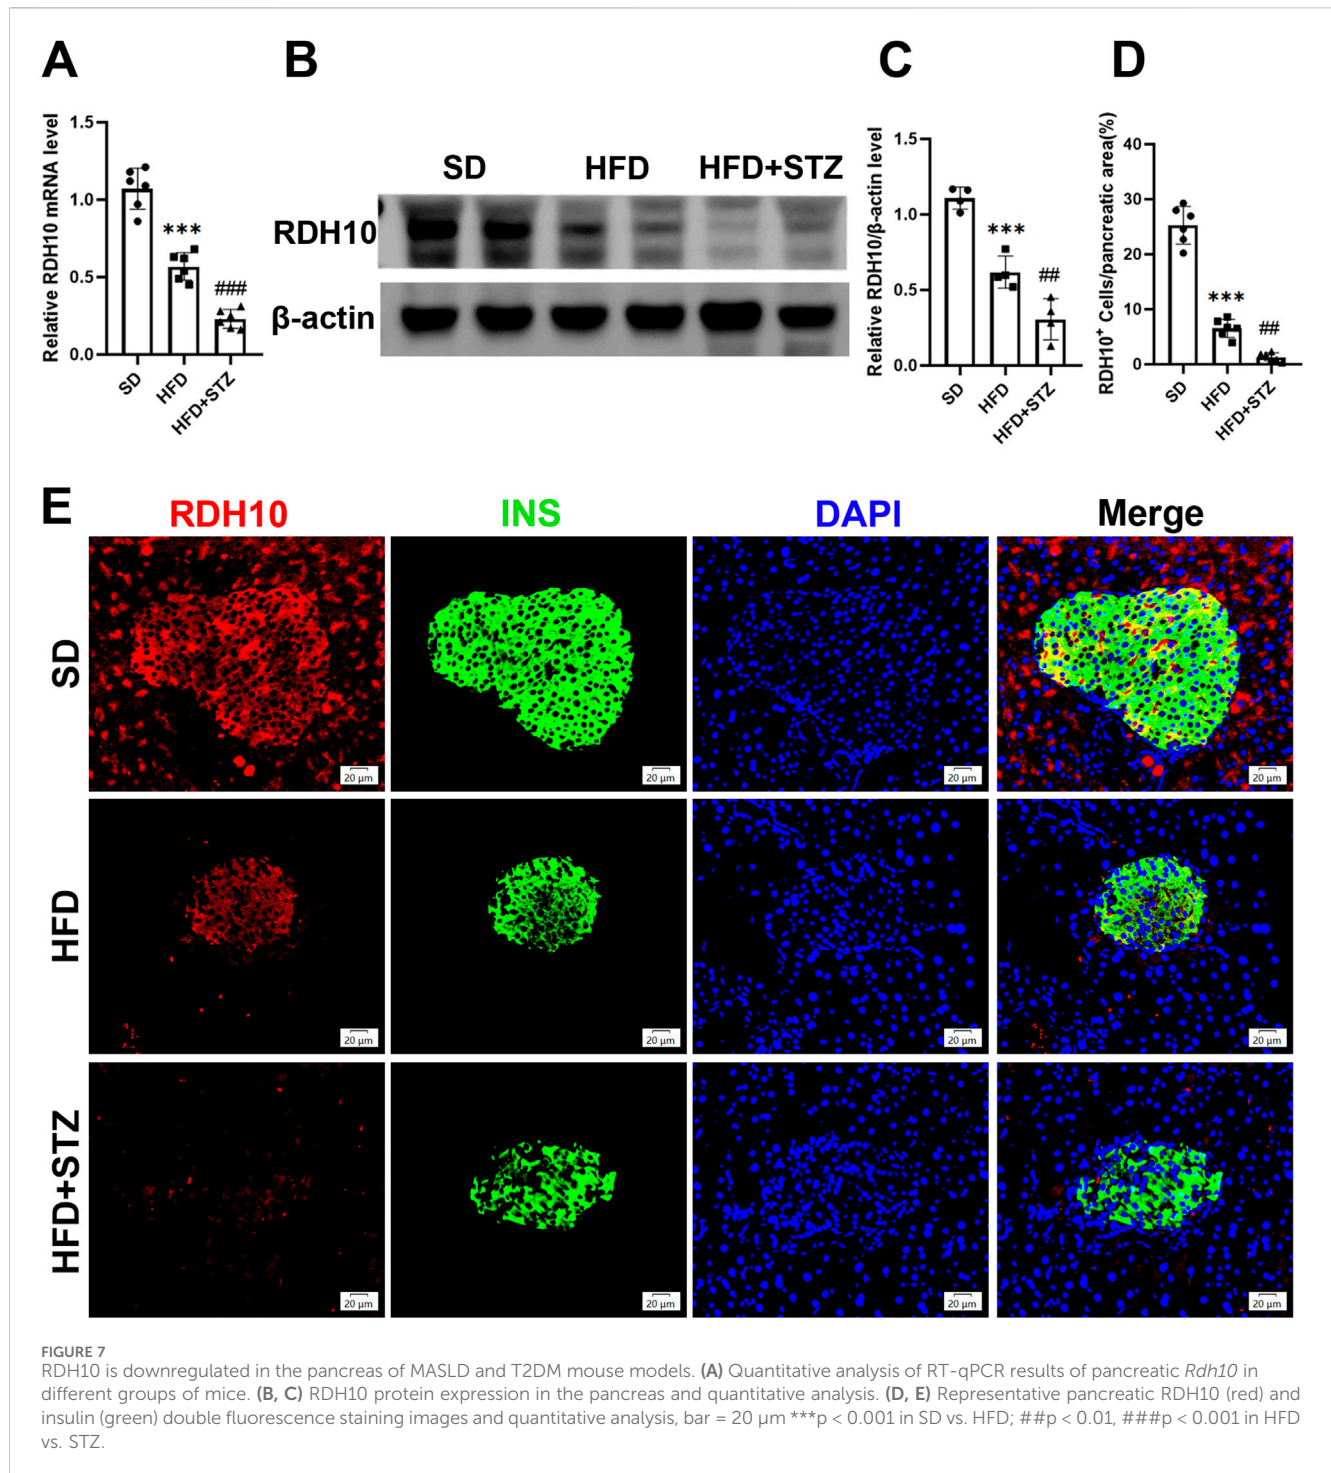 A
B
C
D
Relative RDH10 mRNA level
1.5
1.0
0.5
0.0
***
###
SD
HFD
HFD+STZ
SD HFD HFD+STZ
RDH10
β-actin
Relative RDH10/β-actin level
1.5
1.0
0.5
0.0
***
##
SD
HFD
HFD+STZ
RDH10+ Cells/pancreatic area(%)
40
30
20
10
0
***
##
SD
HFD
HFD+STZ
E
RDH10 INS DAPI Merge
SD
20 µm 20 µm 20 µm 20 µm
HFD
20 µm 20 µm 20 µm 20 µm
HFD+STZ
20 µm 20 µm 20 µm 20 µm
FIGURE 7
RDH10 is downregulated in the pancreas of MASLD and T2DM mouse models. (A) Quantitative analysis of RT-qPCR results of pancreatic Rdh10 in
different groups of mice. (B, C) RDH10 protein expression in the pancreas and quantitative analysis. (D, E) Representative pancreatic RDH10 (red) and
insulin (green) double fluorescence staining images and quantitative analysis, bar = 20 µm ***p < 0.001 in SD vs. HFD; ##p < 0.01, ###p < 0.001 in HFD
vs. STZ.